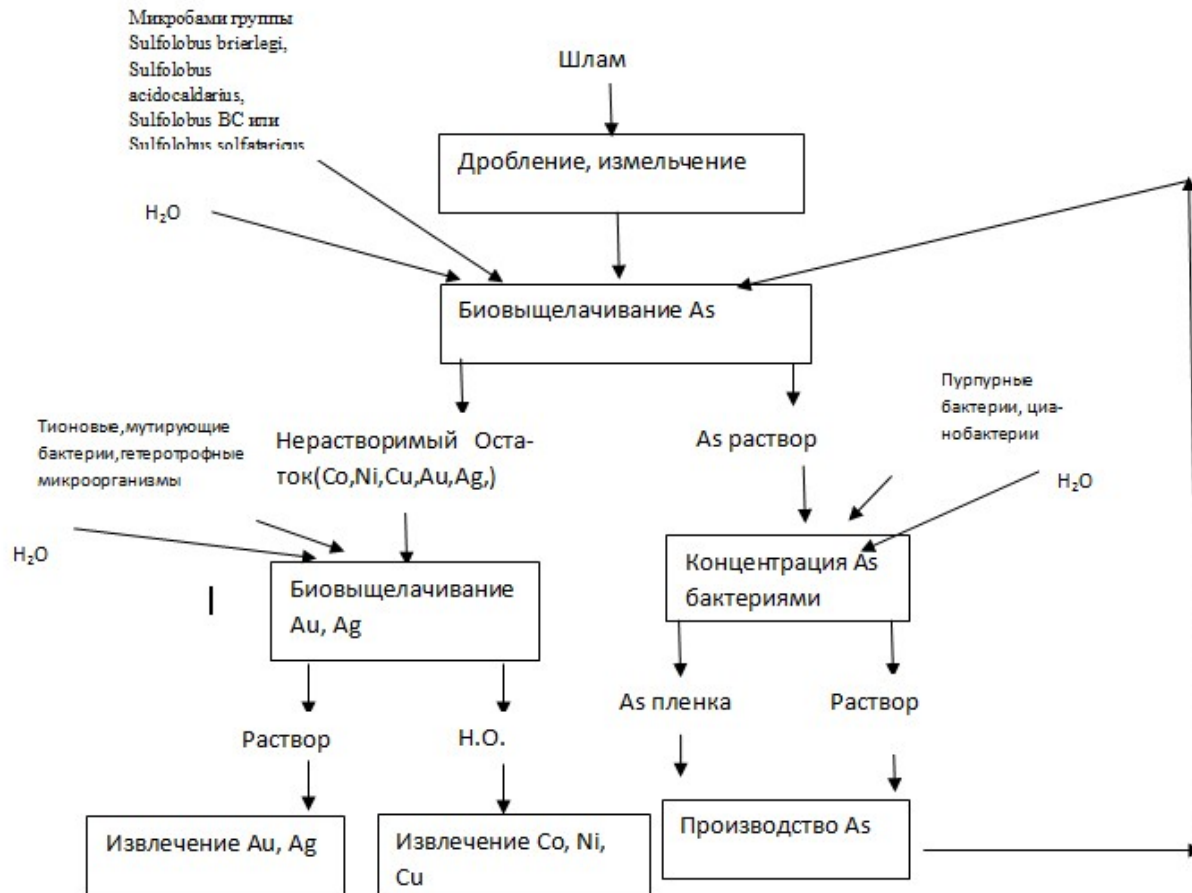 Микробами группы
Sulfolobus brierlegi,
Sulfolobus
acidocaldarius,
Sulfolobus BC или
Sulfolobus solfataricus
Шлам
Дробление, измельчение
H₂O
Биовыщелачивание As
Пурпурные
бактерии, циа-
нобактерии
Тионовые,мутирующие
бактерии,гетеротрофные
микроорганизмы
Нерастворимый Оста-
ток(Co,Ni,Cu,Au,Ag,)
As раствор
H₂O
H₂O
Биовыщелачивание
Au, Ag
Концентрация As
бактериями
As пленка
Раствор
Раствор
Н.О.
Извлечение Au, Ag
Извлечение Co, Ni,
Cu
Производство As